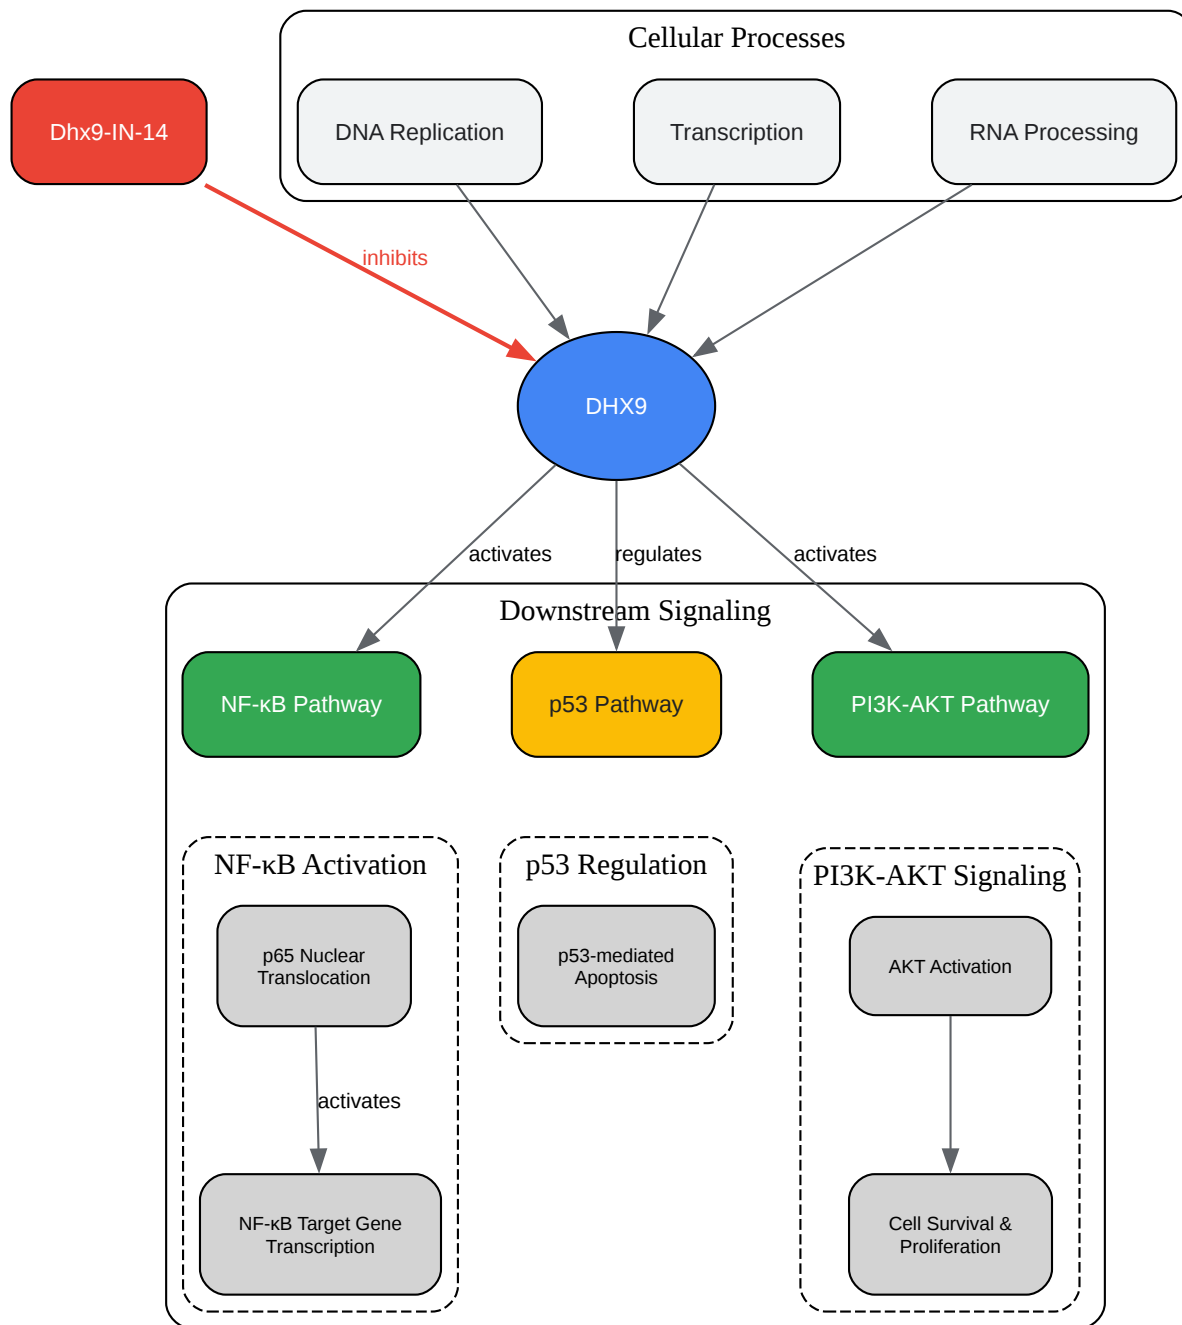 Cellular Processes
Dhx9-IN-14
DNA Replication
Transcription
RNA Processing
inhibits
DHX9
activates
regulates
activates
Downstream Signaling
NF-κB Pathway
p53 Pathway
PI3K-AKT Pathway
NF-κB Activation
p53 Regulation
PI3K-AKT Signaling
p65 Nuclear
Translocation
p53-mediated
Apoptosis
AKT Activation
activates
NF-κB Target Gene
Transcription
Cell Survival &
Proliferation